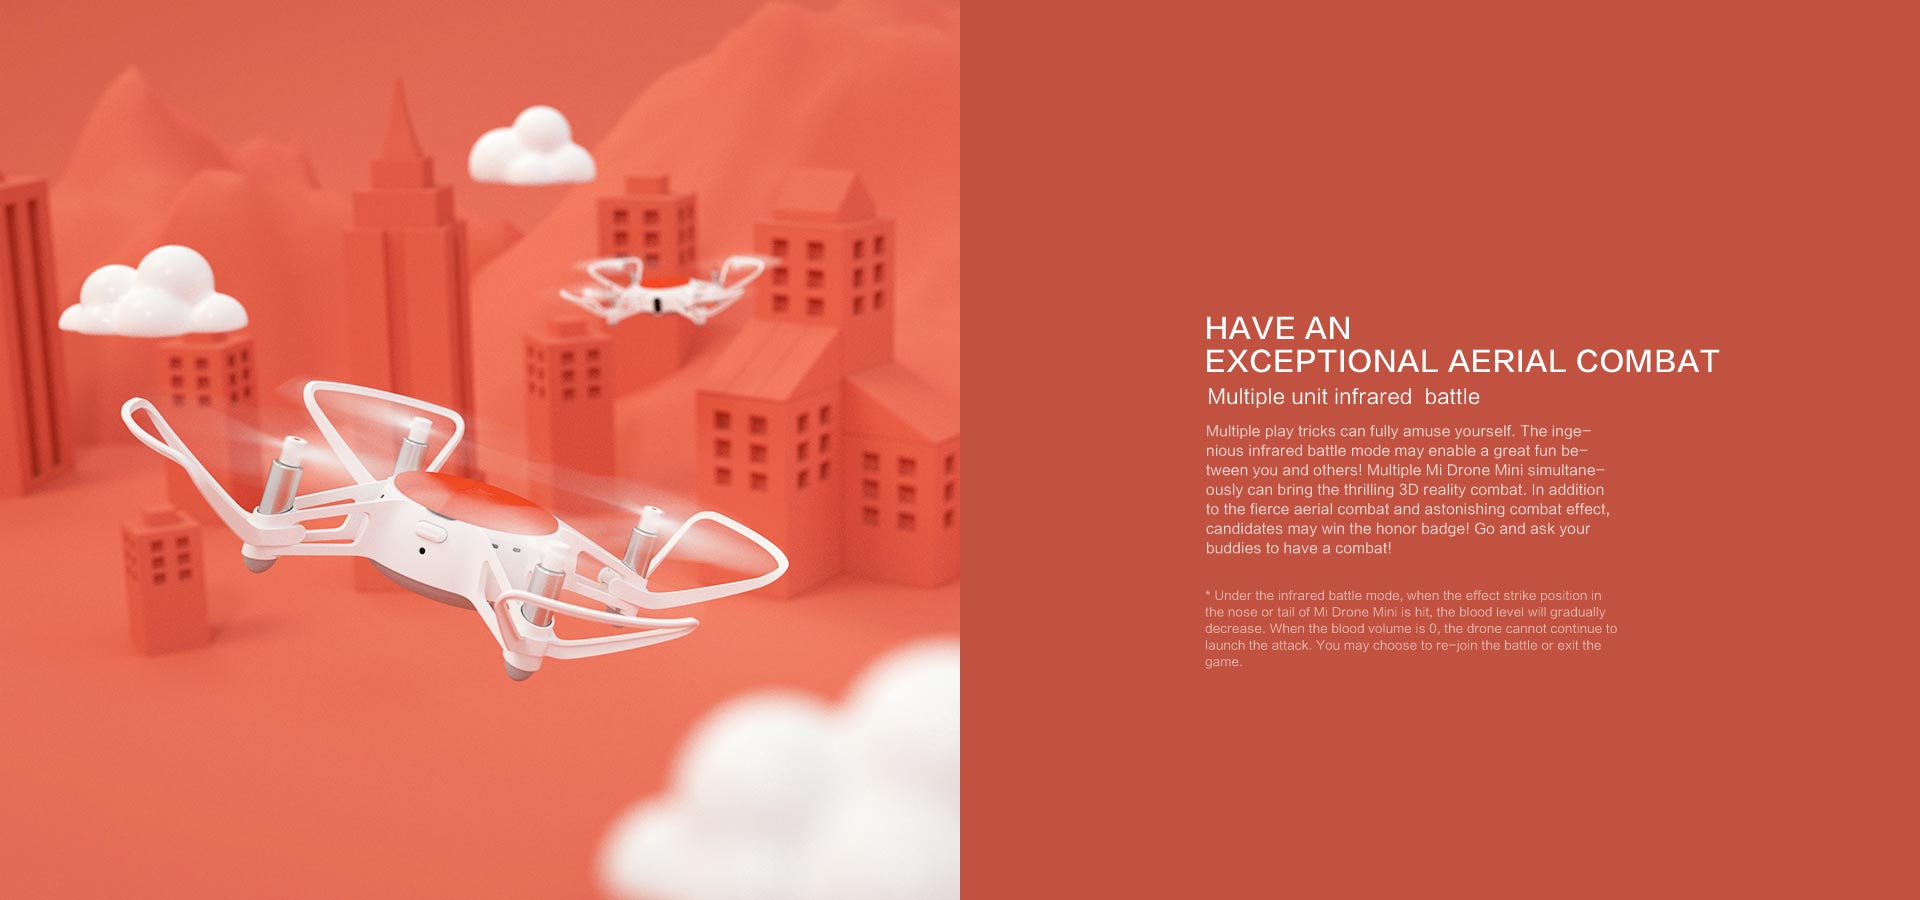 HAVE AN
EXCEPTIONAL AERIAL COMBAT
Multiple unit infrared battle
Multiple play tricks can fully amuse yourself. The inge-
nious infrared battle mode may enable a great fun be-
tween you and others! Multiple Mi Drone Mini simultane-
ously can bring the thrilling 3D reality combat. In addition
to the fierce aerial combat and astonishing combat effect,
candidates may win the honor badge! Go and ask your
buddies to have a combat!
* Under the infrared battle mode, when the effect strike position in
the nose or tail of Mi Drone Mini is hit, the blood level will gradually
decrease. When the blood volume is 0, the drone cannot continue to
launch the attack. You may choose to re-join the battle or exit the
game.